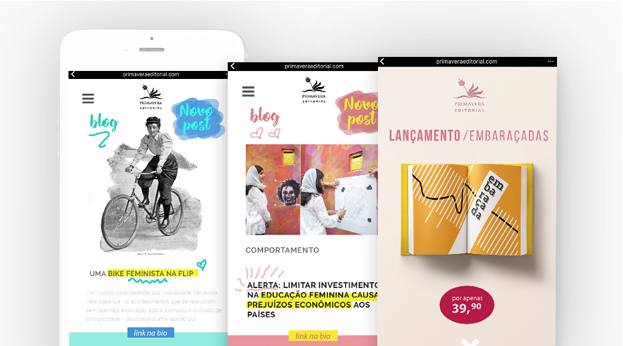 primaveraeditorial.com
PRIMAVERA
EDITORIAL
blog
Novo
post
UMA BIKE FEMINISTA NA FLIP
link na bio
primaveraeditorial.com
PRIMAVERA
EDITORIAL
blog
Novo
post
COMPORTAMENTO
ALERTA: LIMITAR INVESTIMENTO
NA EDUCAÇÃO FEMININA CAUSA
PREJUÍZOS ECONÔMICOS AOS
PAÍSES
link na bio
primaveraeditorial.com
PRIMAVERA
EDITORIAL
LANÇAMENTO/EMBARAÇADAS
embaraçada
por apenas
39,90